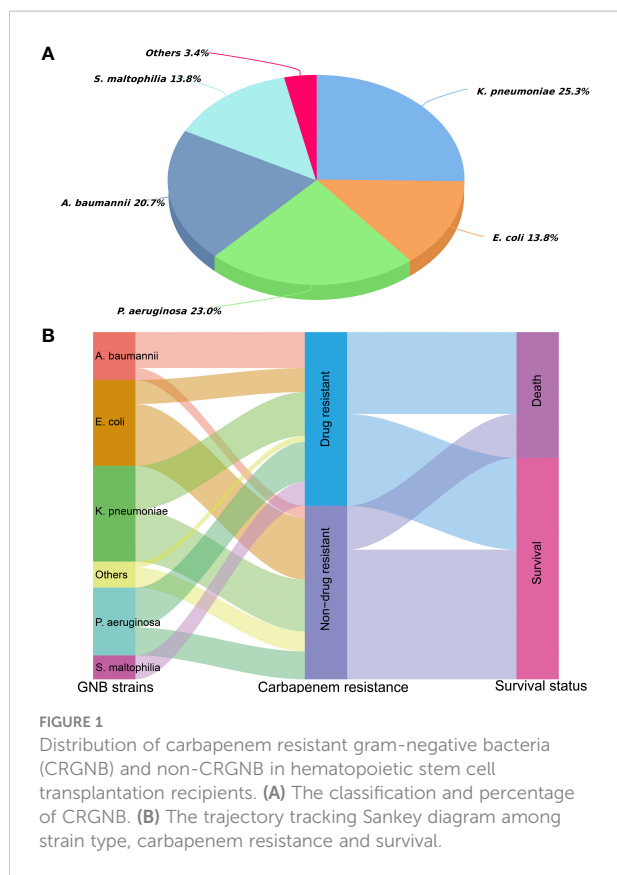 A
Others 3.4%
S. maltophilia 13.8%
K. pneumoniae 25.3%
A. baumannii 20.7%
E. coli 13.8%
P. aeruginosa 23.0%
B
A. baumannii
E. coli
K. pneumoniae
Others
P. aeruginosa
S. maltophilia
Drug resistant
Non-drug resistant
Death
Survival
GNB strains
Carbapenem resistance
Survival status
FIGURE 1
Distribution of carbapenem resistant gram-negative bacteria
(CRGNB) and non-CRGNB in hematopoietic stem cell
transplantation recipients. (A) The classification and percentage
of CRGNB. (B) The trajectory tracking Sankey diagram among
strain type, carbapenem resistance and survival.